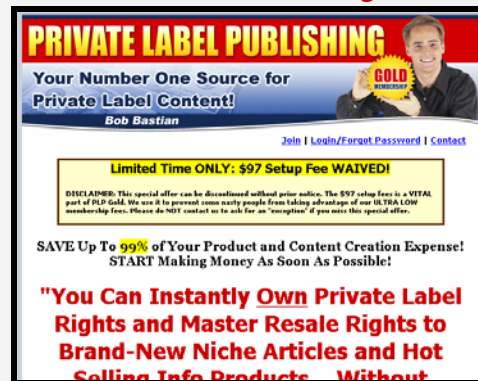 PRIVATE LABEL PUBLISHING
Your Number One Source for
Private Label Content!
Bob Bastian
GOLD
MEMBERSHIP
Join | Login/Forgot Password | Contact
Limited Time ONLY: $97 Setup Fee WAIVED!
DISCLAIMER: This special offer can be discontinued without prior notice. The $97 setup fees is a VITAL
part of PLP Gold. We use it to prevent some nasty people from taking advantage of our ULTRA LOW
membership fees. Please do NOT contact us to ask for an "exception" if you miss this special offer.
SAVE Up To 99% of Your Product and Content Creation Expense!
START Making Money As Soon As Possible!
"You Can Instantly Own Private Label
Rights and Master Resale Rights to
Brand-New Niche Articles and Hot
Selling Info Products... Without